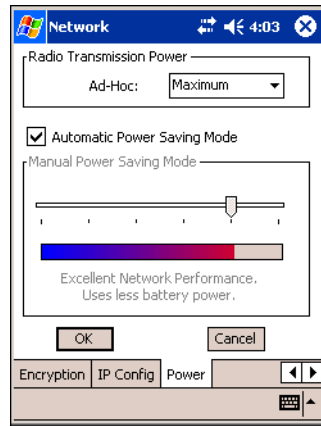 Network 4:03
Radio Transmission Power
Ad-Hoc: Maximum
Automatic Power Saving Mode
Manual Power Saving Mode
Excellent Network Performance.
Uses less battery power.
OK Cancel
Encryption IP Config Power